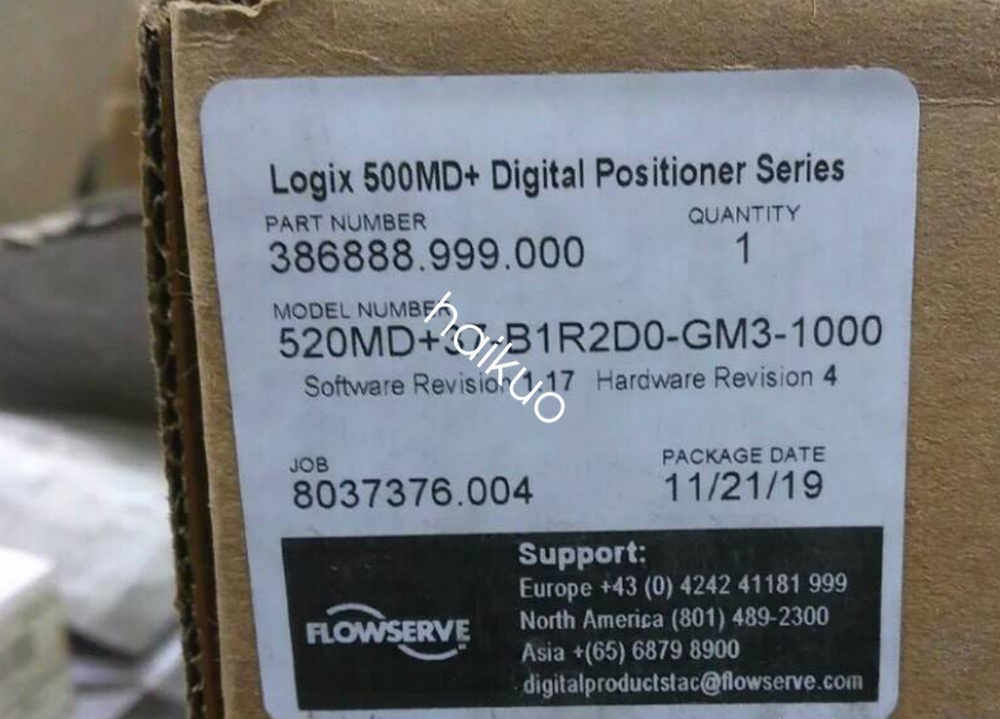 Logix 500MD+ Digital Positioner Series
PART NUMBER
386888.999.000
QUANTITY
1
MODEL NUMBER
B1R2D0-GM3-1000
Software Revision 1.17 Hardware Revision 4
haikuo
JOB
8037376.004
PACKAGE DATE
11/21/19
FLOWSERVE
Support:
Europe +43 (0) 4242 41181 999
North America (801) 489-2300
Asia +(65) 6879 8900
digitalproductstac@flowserve.com